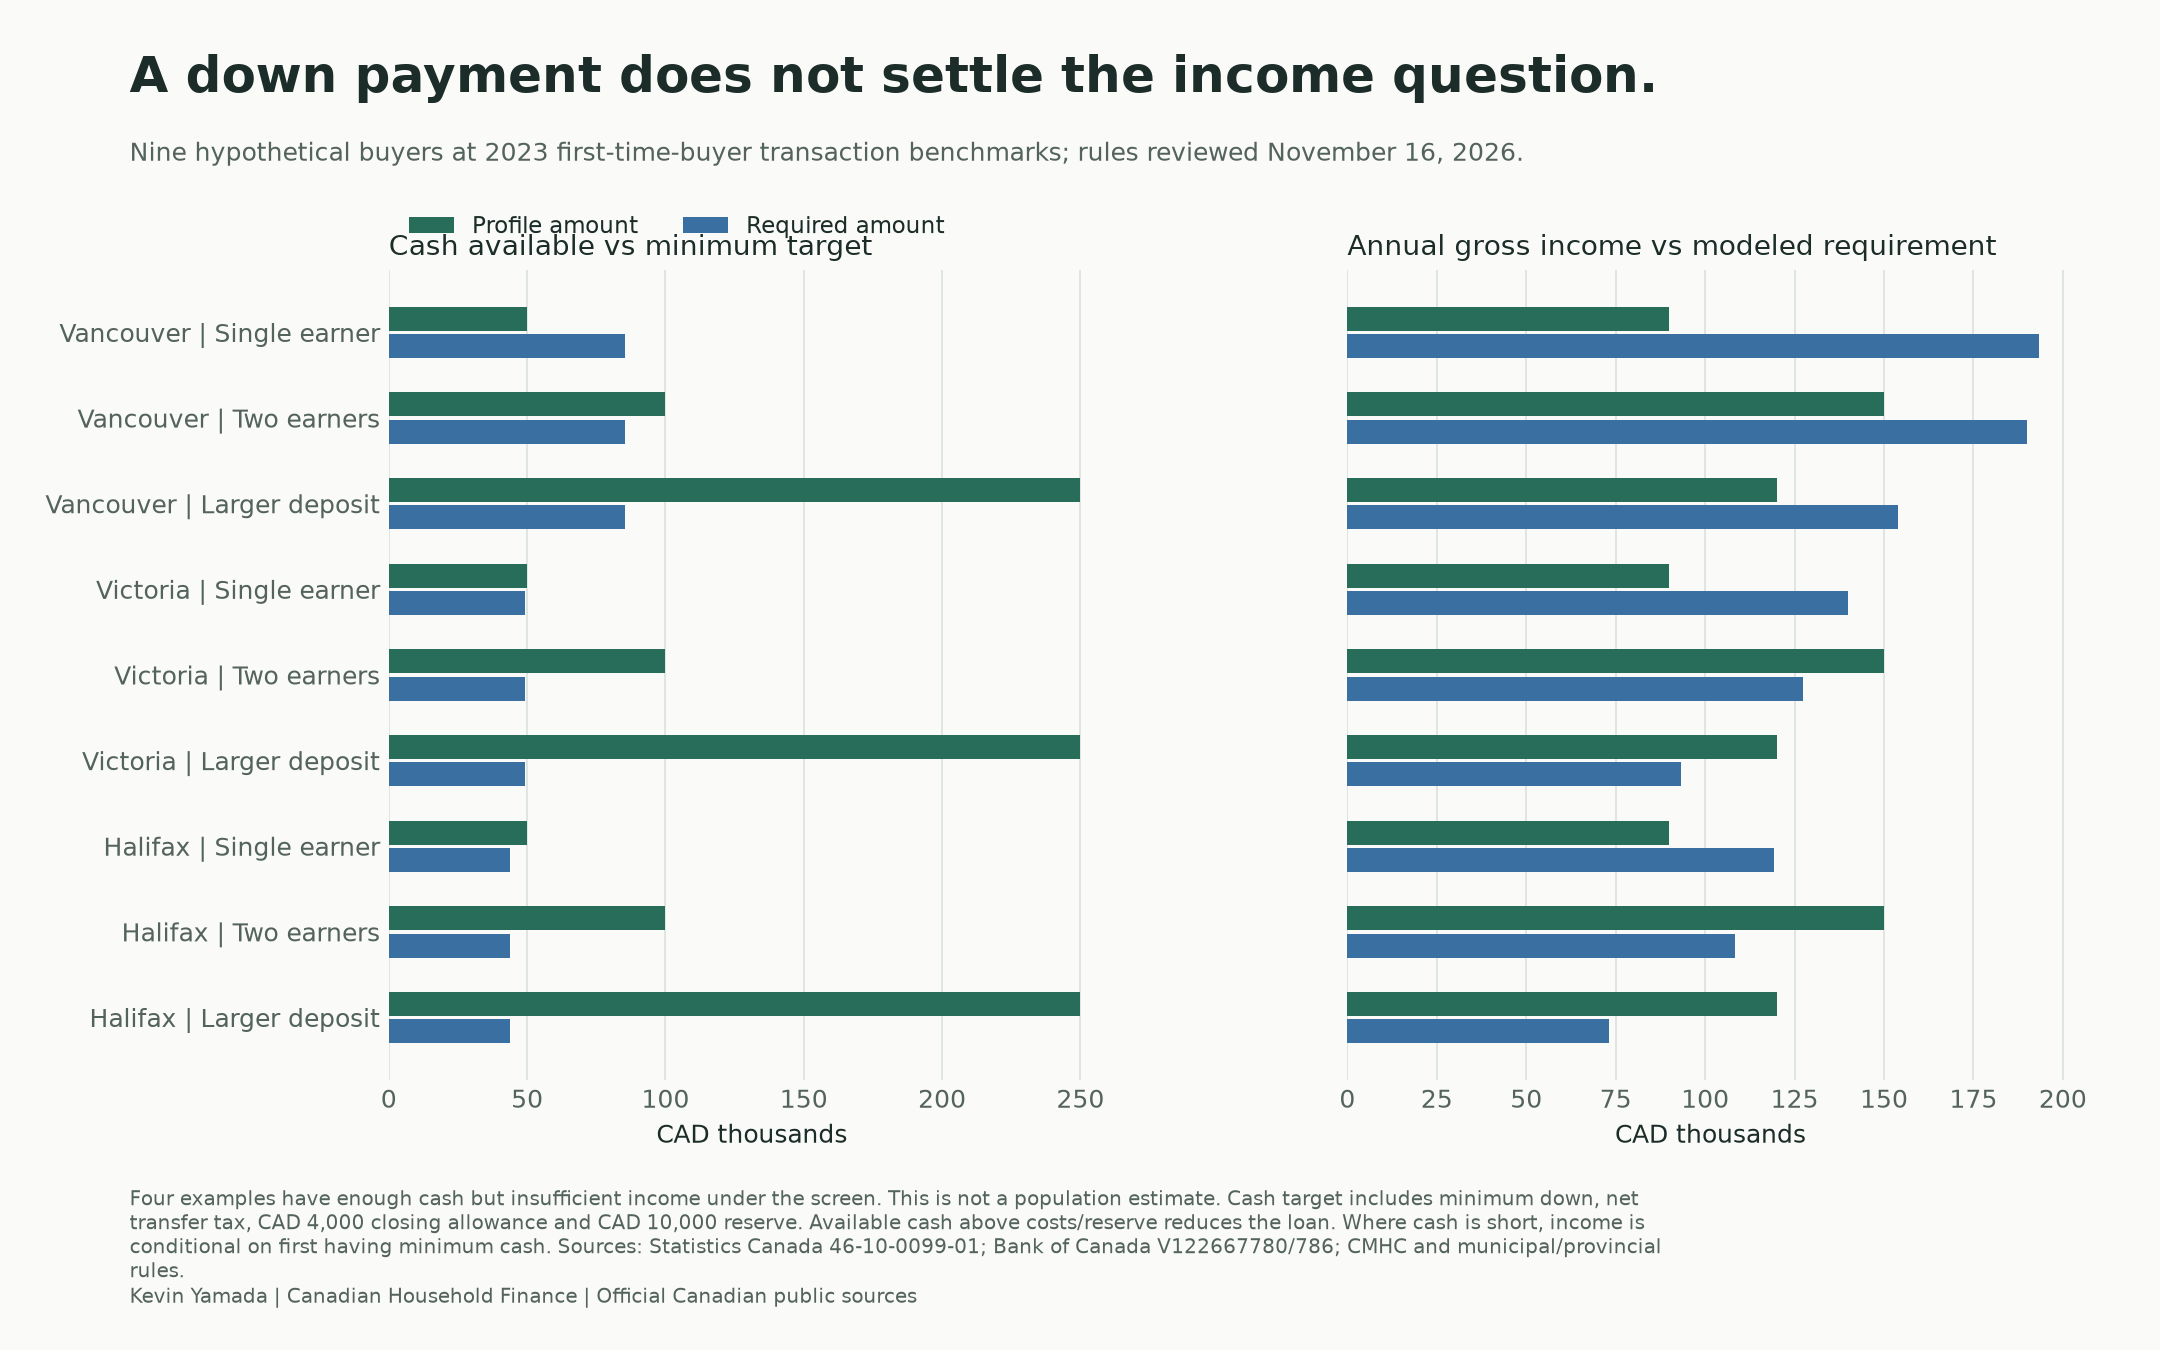 A down payment does not settle the income question.
Nine hypothetical buyers at 2023 first-time-buyer transaction benchmarks; rules reviewed November 16, 2026.
Profile amount
Required amount
Cash available vs minimum target
Annual gross income vs modeled requirement
Vancouver | Single earner
Vancouver | Two earners
Vancouver | Larger deposit
Victoria | Single earner
Victoria | Two earners
Victoria | Larger deposit
Halifax | Single earner
Halifax | Two earners
Halifax | Larger deposit
0 50 100 150 200 250
CAD thousands
0 25 50 75 100 125 150 175 200
CAD thousands
Four examples have enough cash but insufficient income under the screen. This is not a population estimate. Cash target includes minimum down, net
transfer tax, CAD 4,000 closing allowance and CAD 10,000 reserve. Available cash above costs/reserve reduces the loan. Where cash is short, income is
conditional on first having minimum cash. Sources: Statistics Canada 46-10-0099-01; Bank of Canada V122667780/786; CMHC and municipal/provincial
rules.
Kevin Yamada | Canadian Household Finance | Official Canadian public sources